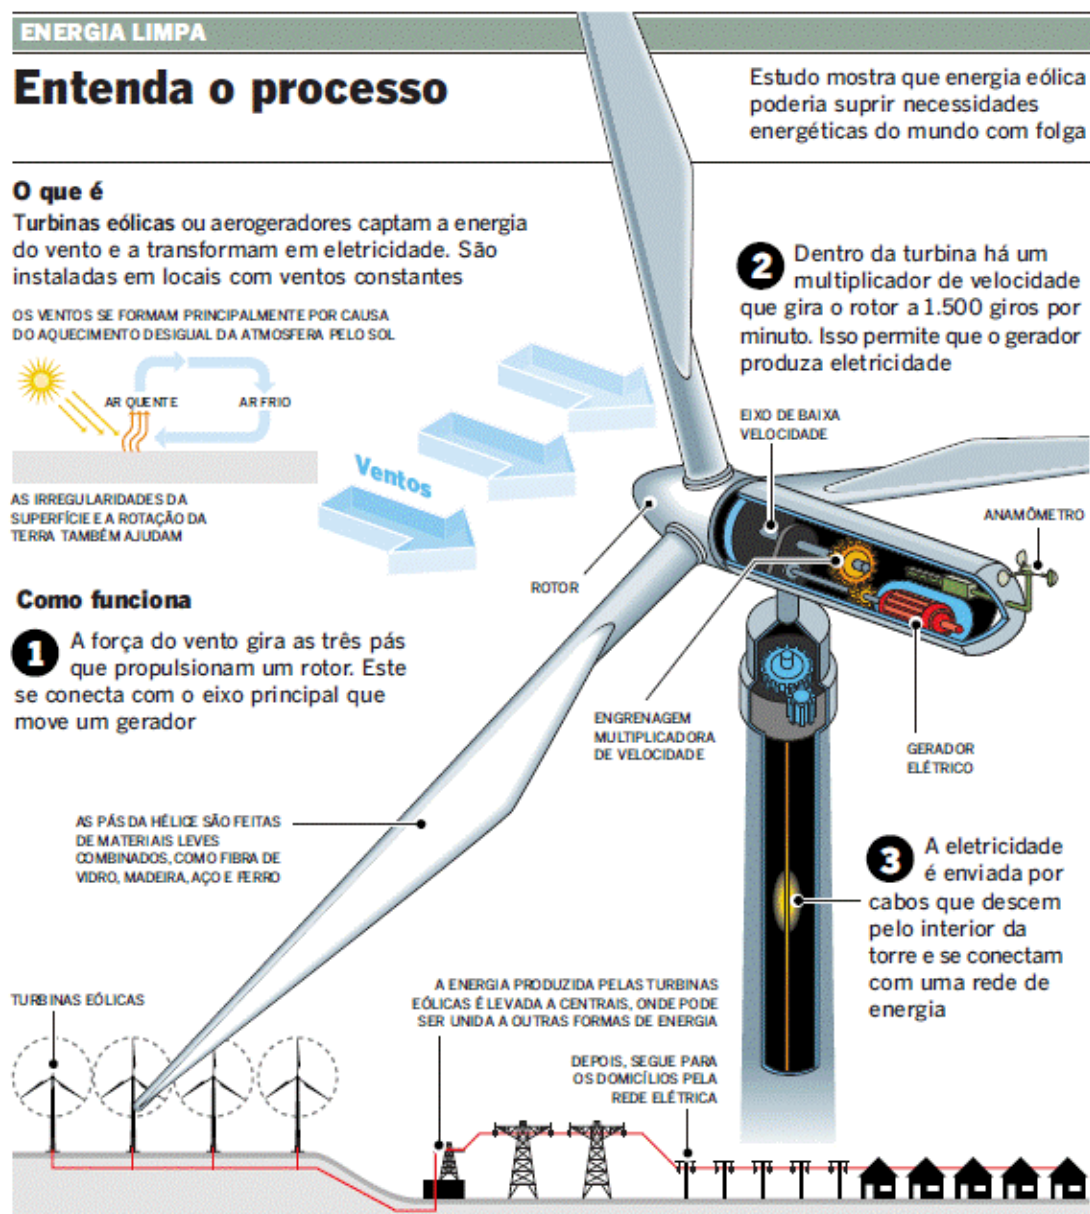 ENERGIA LIMPA
Entenda o processo
Estudo mostra que energia eólica
poderia suprir necessidades
energéticas do mundo com folga
O que é
Turbinas eólicas ou aerogeradores captam a energia
do vento e a transformam em eletricidade. São
instaladas em locais com ventos constantes
OS VENTOS SE FORMAM PRINCIPALMENTE POR CAUSA
DO AQUECIMENTO DESIGUAL DA ATMOSFERA PELO SOL
AR QUENTE
AR FRIO
AS IRREGULARIDADES DA
SUPERFÍCIE E A ROTAÇÃO DA
TERRA TAMBÉM AJUDAM
Ventos
Como funciona
1 A força do vento gira as três pás
que propulsionam um rotor. Este
se conecta com o eixo principal que
move um gerador
2 Dentro da turbina há um
multiplicador de velocidade
que gira o rotor a 1.500 giros por
minuto. Isso permite que o gerador
produza eletricidade
EIXO DE BAIXA
VELOCIDADE
ANAMÔMETRO
ROTOR
ENGRENAGEM
MULTIPLICADORA
DE VELOCIDADE
GERADOR
ELÉTRICO
AS PÁS DA HÉLICE SÃO FEITAS
DE MATERIAIS LEVES
COMBINADOS, COMO FIBRA DE
VIDRO, MADEIRA, AÇO E FERRO
3 A eletricidade
é enviada por
cabos que descem
pelo interior da
torre e se conectam
com uma rede de
energia
TURBINAS EÓLICAS
A ENERGIA PRODUZIDA PELAS TURBINAS
EÓLICAS É LEVADA A CENTRAIS, ONDE PODE
SER UNIDA A OUTRAS FORMAS DE ENERGIA
DEPOIS, SEGUE PARA
OS DOMICÍLIOS PELA
REDE ELÉTRICA